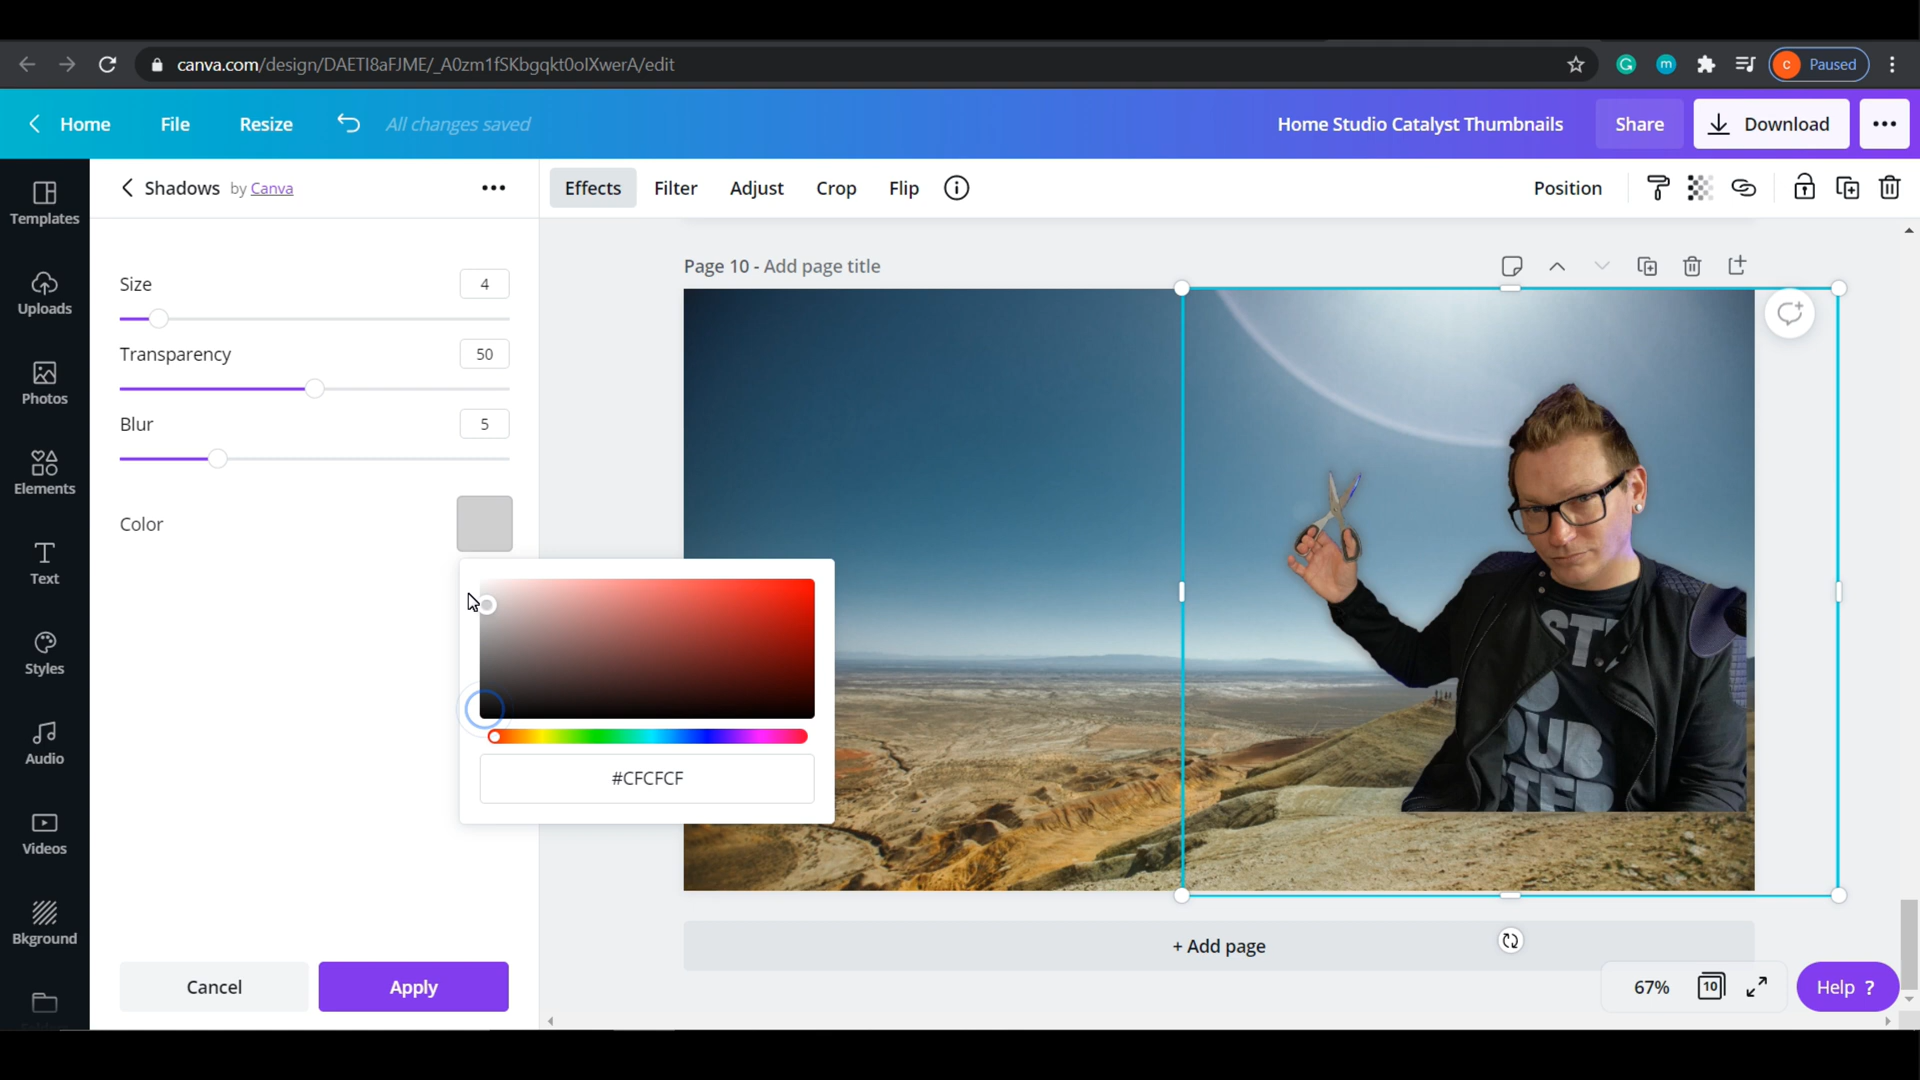 canva.com/design/DAETI8aFJME/_A0zm1fSKbgqkt0oIXwerA/edit
G
m
c Paused
Home File Resize All changes saved
Home Studio Catalyst Thumbnails
Share
Download
Templates
Uploads
Photos
Elements
Text
Styles
Audio
Videos
Bkground
Shadows by Canva
Size 4
Transparency 50
Blur 5
Color
#CFCFCF
Cancel
Apply
Effects Filter Adjust Crop Flip
Position
Page 10 - Add page title
+ Add page
67%
10
Help ?